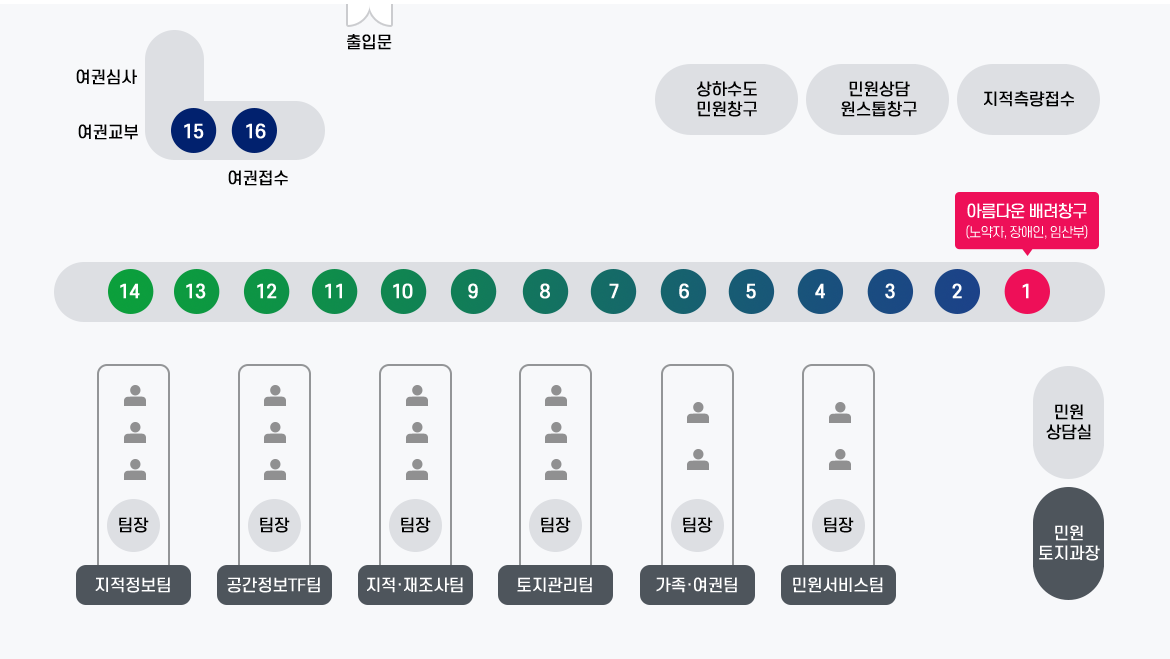 출입문
여권심사
여권교부
15
16
여권접수
상하수도
민원창구
민원상담
원스톱창구
지적측량접수
아름다운 배려창구
(노약자, 장애인, 임산부)
14
13
12
11
10
9
8
7
6
5
4
3
2
1
팀장
팀장
팀장
팀장
팀장
팀장
지적정보팀
공간정보TF팀
지적·재조사팀
토지관리팀
가족·여권팀
민원서비스팀
민원
상담실
민원
토지과장